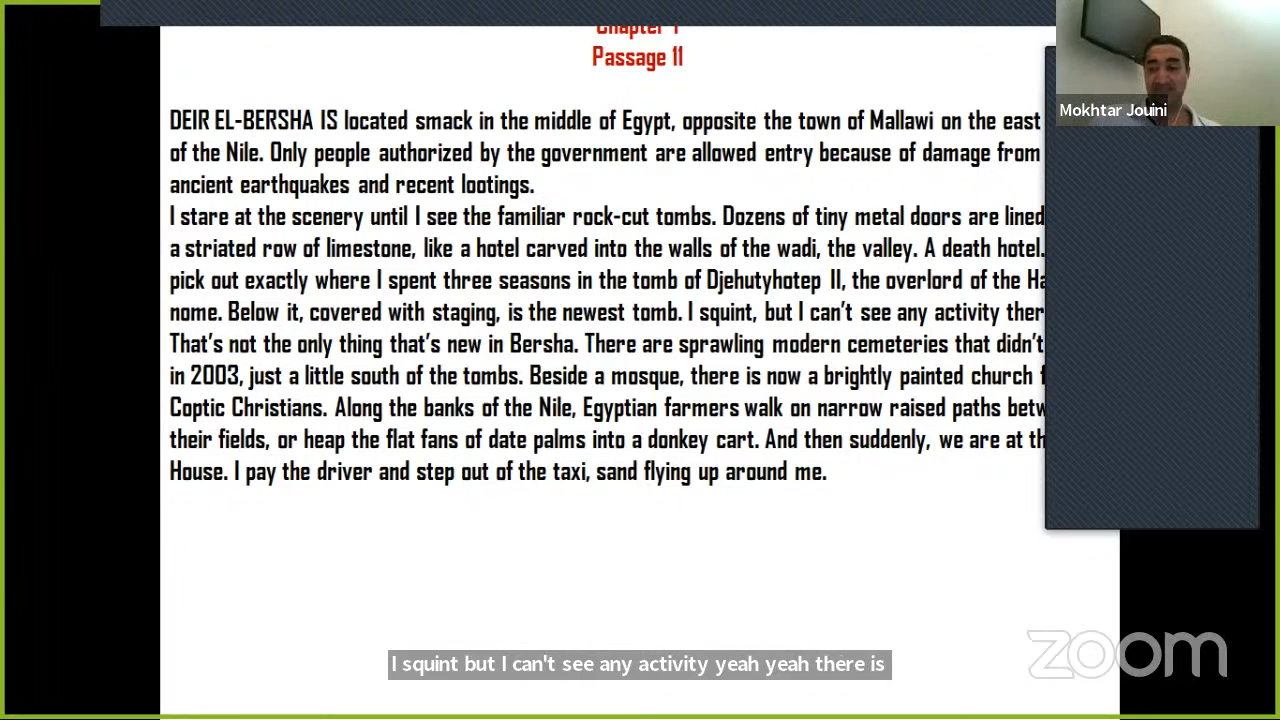 Chapter 1
Passage 11
Mokhtar Jouini
DEIR EL-BERSHA IS located smack in the middle of Egypt, opposite the town of Mallawi on the east
of the Nile. Only people authorized by the government are allowed entry because of damage from
ancient earthquakes and recent lootings.
I stare at the scenery until I see the familiar rock-cut tombs. Dozens of tiny metal doors are lined
a striated row of limestone, like a hotel carved into the walls of the wadi, the valley. A death hotel.
pick out exactly where I spent three seasons in the tomb of Djehutyhotep II, the overlord of the
nome. Below it, covered with staging, is the newest tomb. I squint, but I can't see any activity
That's not the only thing that's new in Bersha. There are sprawling modern cemeteries that didn't
in 2003, just a little south of the tombs. Beside a mosque, there is now a brightly painted church
Coptic Christians. Along the banks of the Nile, Egyptian farmers walk on narrow raised paths
their fields, or heap the flat fans of date palms into a donkey cart. And then suddenly, we are at
House. I pay the driver and step out of the taxi, sand flying up around me.
I squint but I can't see any activity yeah yeah there is
zoom